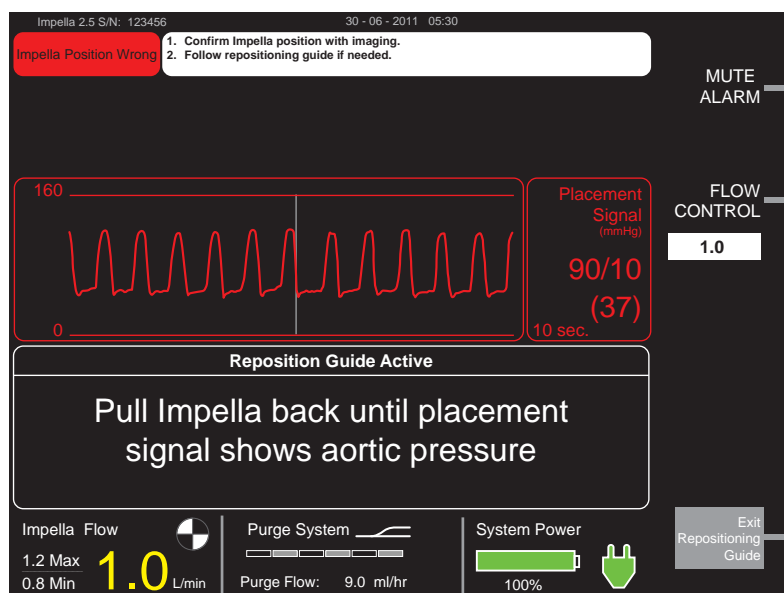 Impella 2.5 S/N: 123456
30 - 06 - 2011 05:30
Impella Position Wrong
1. Confirm Impella position with imaging.
2. Follow repositioning guide if needed.
MUTE
ALARM
160
0
Placement
Signal
(mmHg)
90/10
(37)
10 sec.
FLOW
CONTROL
1.0
Reposition Guide Active
Pull Impella back until placement
signal shows aortic pressure
Impella Flow
1.2 Max
0.8 Min
1.0
L/min
Purge System
Purge Flow: 9.0 ml/hr
System Power
100%
Exit
Repositioning
Guide